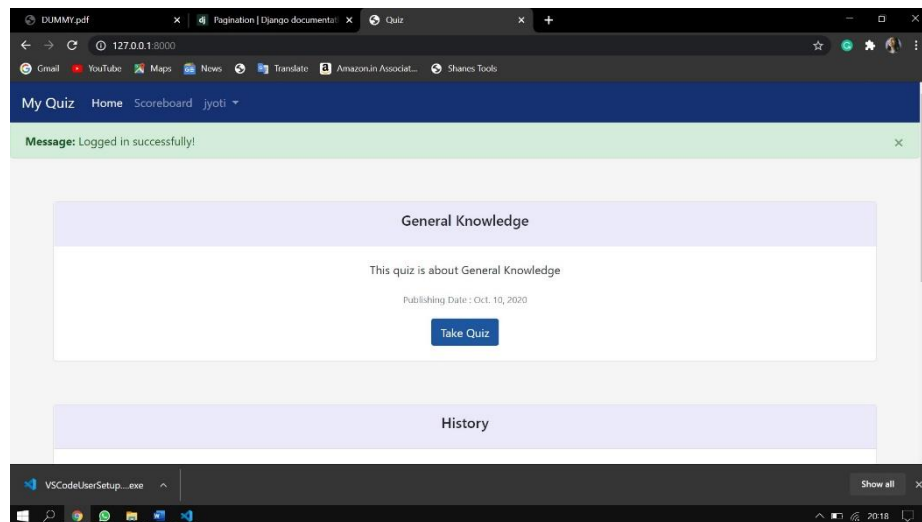 DUMMY.pdf
dj Pagination | Django documentat
Quiz
127.0.0.1:8000
Gmail YouTube Maps News Translate Amazon.in Associat... Shanes Tools
My Quiz Home Scoreboard jyoti
Message: Logged in successfully!
General Knowledge
This quiz is about General Knowledge
Publishing Date : Oct. 10, 2020
Take Quiz
History
VSCodeUserSetup....exe
Show all
20:18